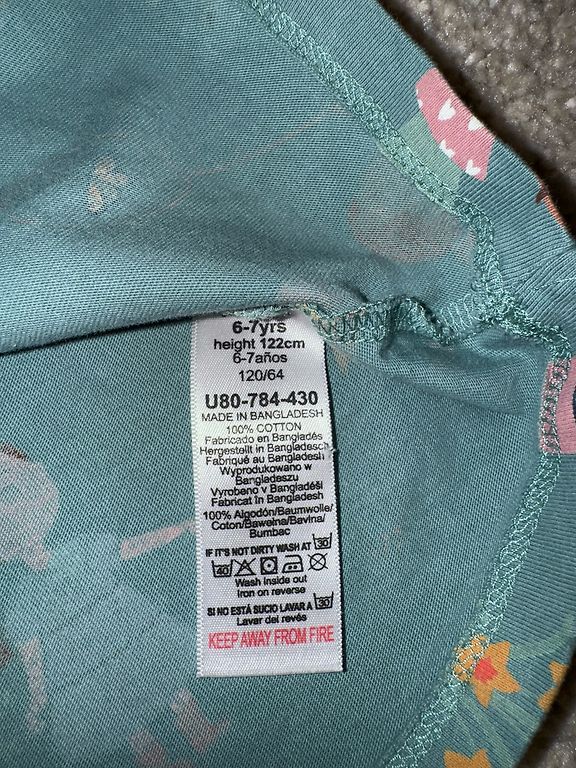 6-7yrs
height 122cm
6-7años
120/64
U80-784-430
MADE IN BANGLADESH
100% COTTON
Fabricado en Bangladés
Hergestellt in Bangladesch
Fabriqué au Bangladesh
Wyprodukowano w
Bangladeszu
Vyrobeno v Bangladéši
Fabricat în Bangladesh
100% Algodón/Baumwolle/
Coton/Bawełna/Bavlna/
Bumbac
IF IT'S NOT DIRTY WASH AT 30
40
Wash inside out
Iron on reverse
SI NO ESTÁ SUCIO LAVAR A 30
Lavar del revés
KEEP AWAY FROM FIRE